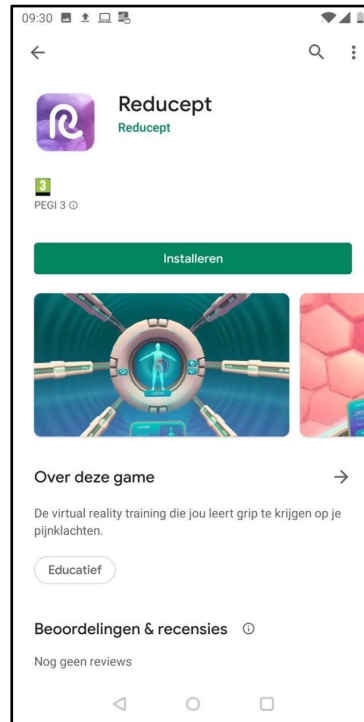 09:30
Reducept
Reducept
3
PEGI 3
Installeren
Over deze game
De virtual reality training die jou leert grip te krijgen op je
pijnklachten.
Educatief
Beoordelingen & recensies
Nog geen reviews